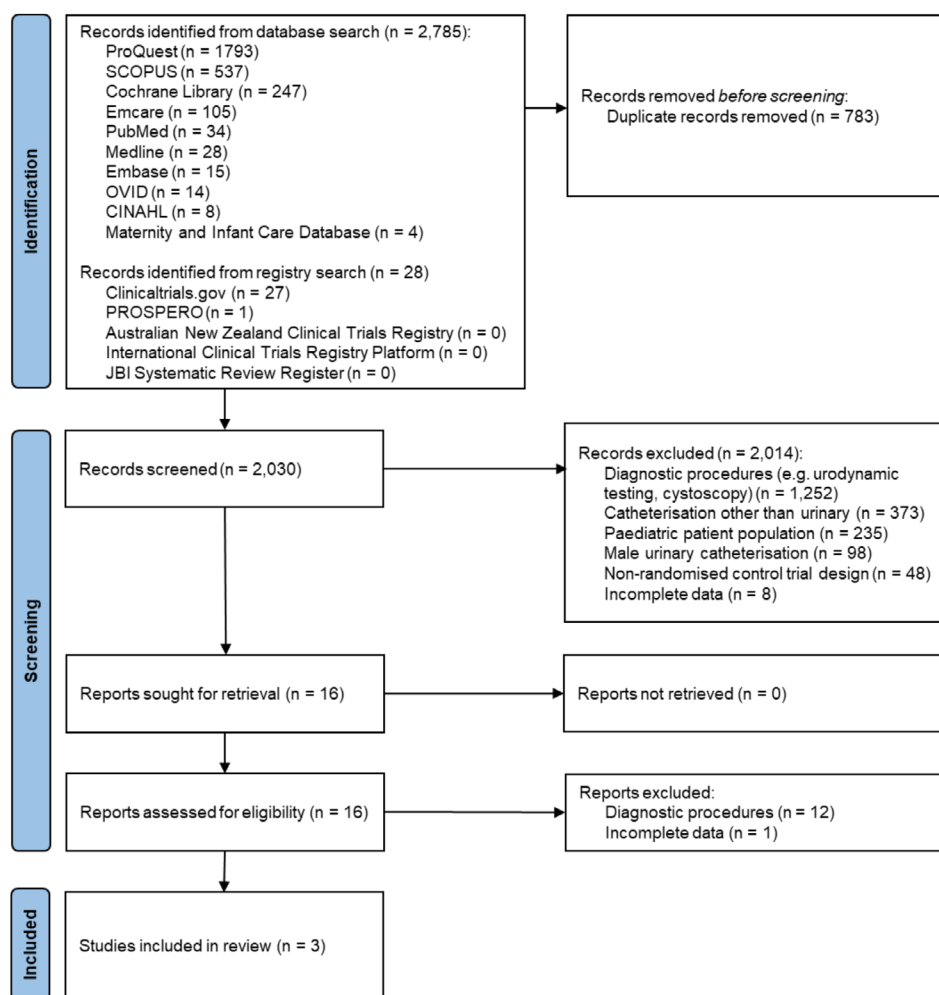 Identification
Records identified from database search (n = 2,785):
ProQuest (n = 1793)
SCOPUS (n = 537)
Cochrane Library (n = 247)
Emcare (n = 105)
PubMed (n = 34)
Medline (n = 28)
Embase (n = 15)
OVID (n = 14)
CINAHL (n = 8)
Maternity and Infant Care Database (n = 4)
Records identified from registry search (n = 28)
Clinicaltrials.gov (n = 27)
PROSPERO (n = 1)
Australian New Zealand Clinical Trials Registry (n = 0)
International Clinical Trials Registry Platform (n = 0)
JBI Systematic Review Register (n = 0)
Records removed before screening:
Duplicate records removed (n = 783)
Screening
Records screened (n = 2,030)
Records excluded (n = 2,014):
Diagnostic procedures (e.g. urodynamic
testing, cystoscopy) (n = 1,252)
Catheterisation other than urinary (n = 373)
Paediatric patient population (n = 235)
Male urinary catheterisation (n = 98)
Non-randomised control trial design (n = 48)
Incomplete data (n = 8)
Reports sought for retrieval (n = 16)
Reports not retrieved (n = 0)
Reports assessed for eligibility (n = 16)
Reports excluded:
Diagnostic procedures (n = 12)
Incomplete data (n = 1)
Included
Studies included in review (n = 3)